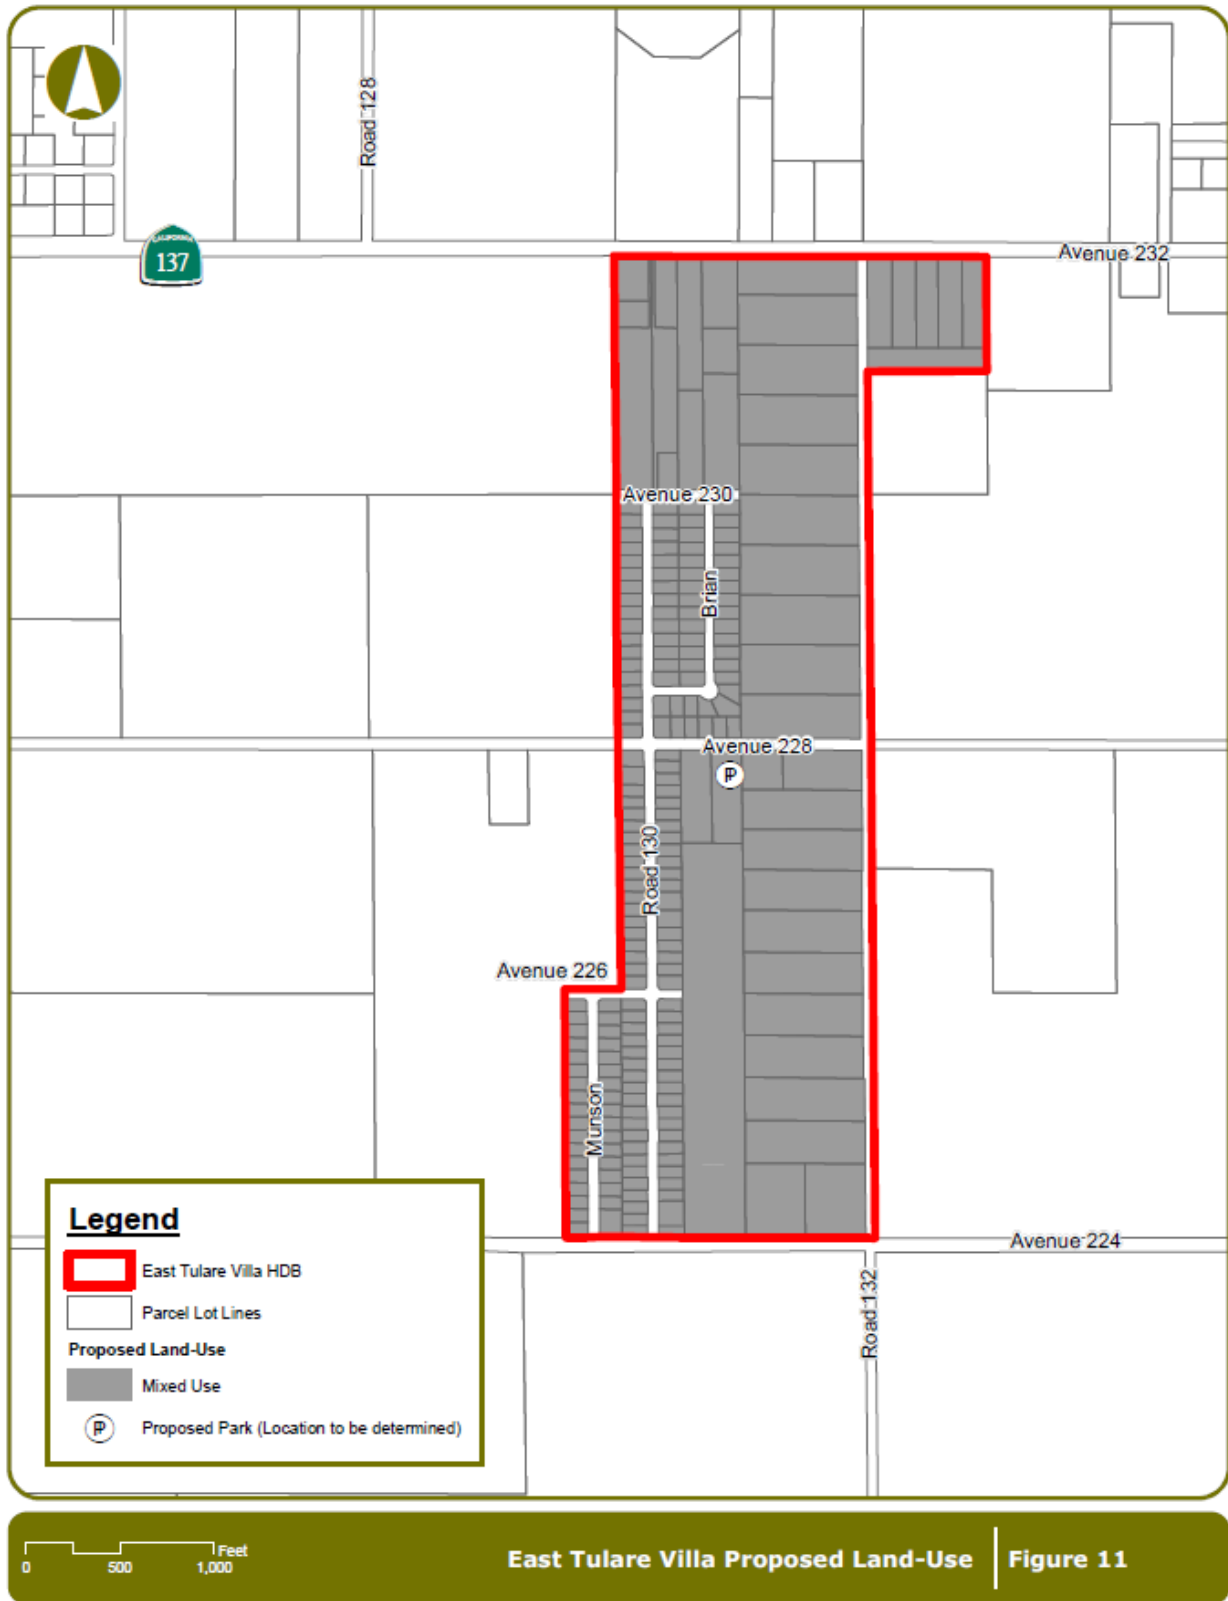 Road 128
CALIFORNIA
137
Avenue 232
Avenue 230
Brian
Avenue 228
P
Road 130
Avenue 226
Munson
Avenue 224
Road 132
Legend
East Tulare Villa HDB
Parcel Lot Lines
Proposed Land-Use
Mixed Use
P
Proposed Park (Location to be determined)
Feet
0 500 1,000
East Tulare Villa Proposed Land-Use
Figure 11